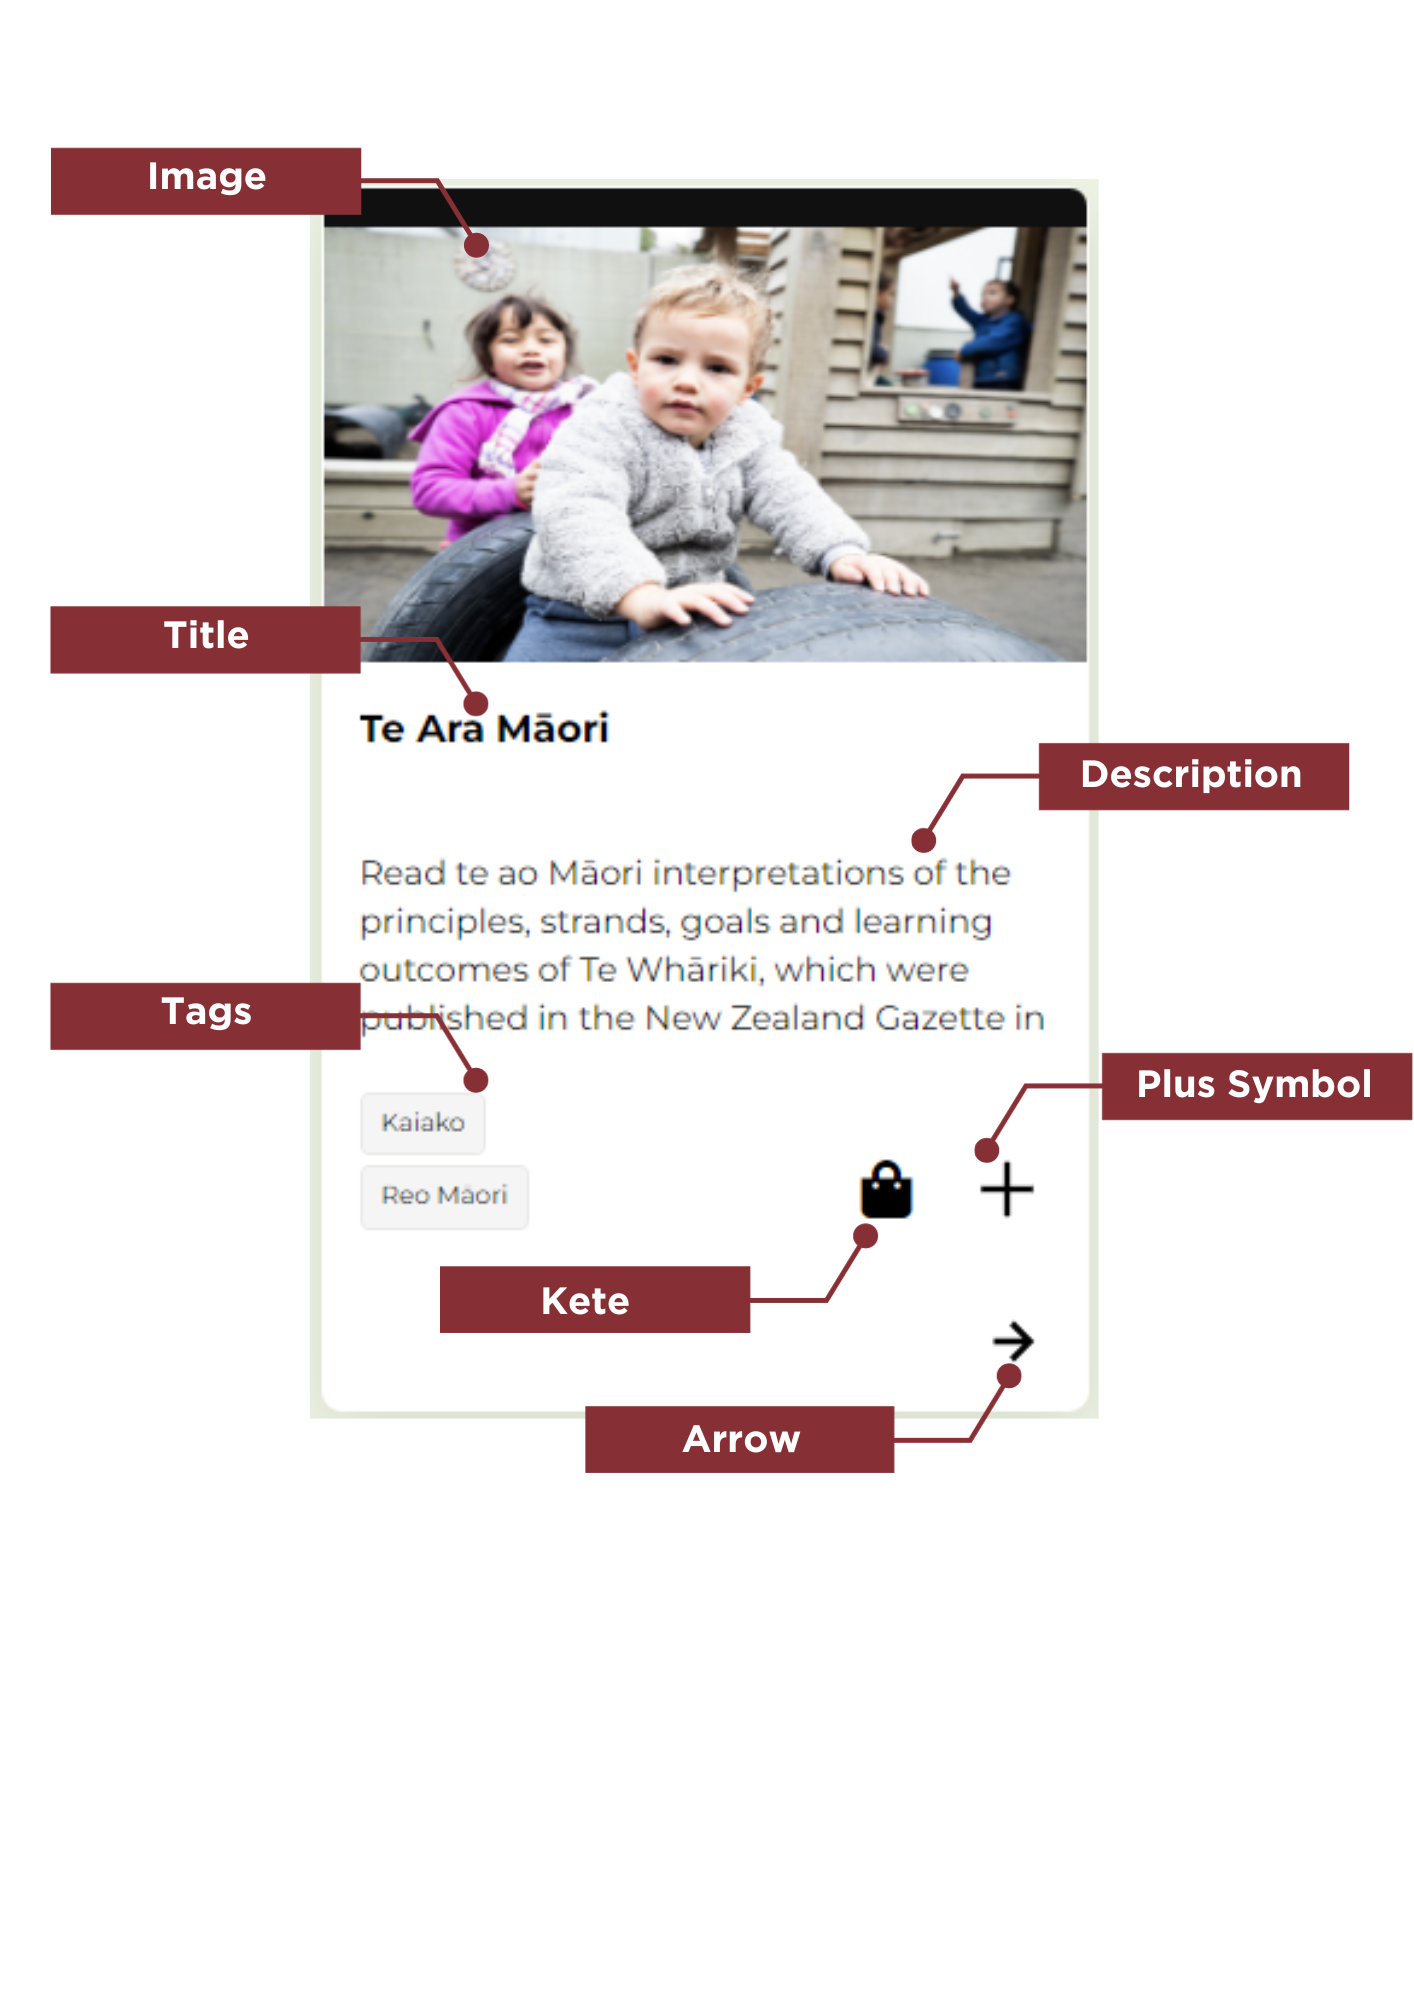 Image
Title
Te Ara Māori
Description
Read te ao Māori interpretations of the
principles, strands, goals and learning
outcomes of Te Whāriki, which were
published in the New Zealand Gazette in
Tags
Plus Symbol
Kaiako
Reo Māori
Kete
Arrow